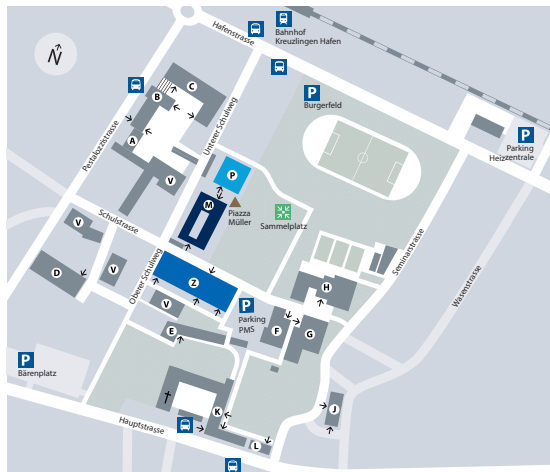 Hafenstrasse
Bahnhof
Kreuzlingen Hafen
N
P
Burgerfeld
P
Parking
Heizzentrale
Pestalozzistrasse
Unterer Schulweg
C
B
A
V
P
M
Piazza
Müller
Sammelplatz
Schulstrasse
Seminarstrasse
Wasenstrasse
V
V
D
Oberer Schulweg
Z
V
H
P
Parking
PMS
F
G
E
P
Bärenplatz
K
J
L
Hauptstrasse